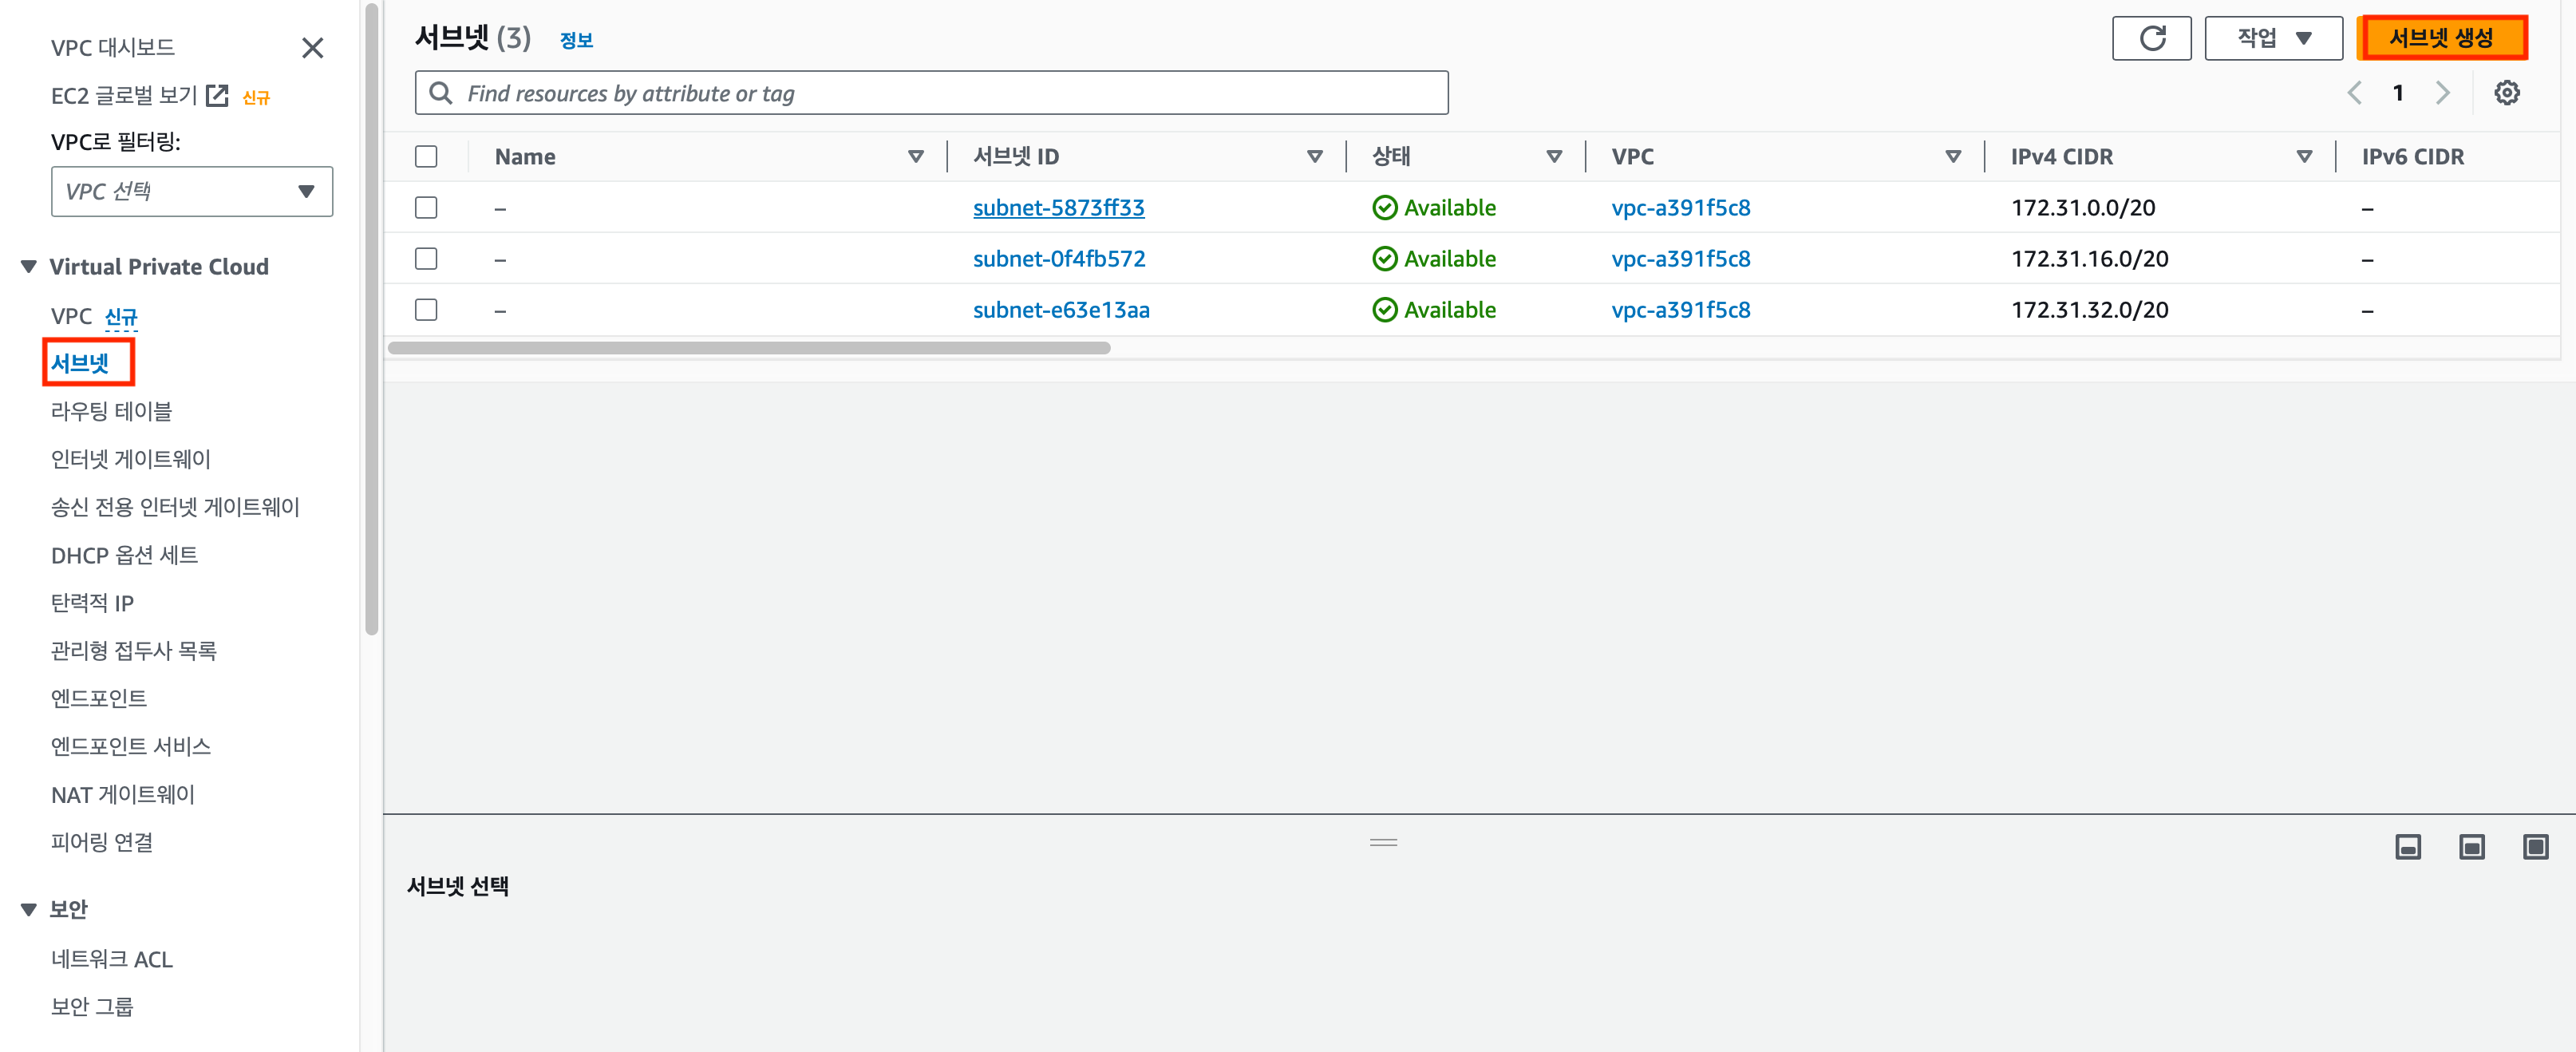 VPC 대시보드
EC2 글로벌 보기 신규
VPC로 필터링:
VPC 선택
Virtual Private Cloud
VPC 신규
서브넷
라우팅 테이블
인터넷 게이트웨이
송신 전용 인터넷 게이트웨이
DHCP 옵션 세트
탄력적 IP
관리형 접두사 목록
엔드포인트
엔드포인트 서비스
NAT 게이트웨이
피어링 연결
보안
네트워크 ACL
보안 그룹
서브넷 (3) 정보
작업
서브넷 생성
Find resources by attribute or tag
1
Name 서브넷 ID 상태 VPC IPv4 CIDR IPv6 CIDR
– subnet-5873ff33 Available vpc-a391f5c8 172.31.0.0/20 –
– subnet-0f4fb572 Available vpc-a391f5c8 172.31.16.0/20 –
– subnet-e63e13aa Available vpc-a391f5c8 172.31.32.0/20 –
서브넷 선택